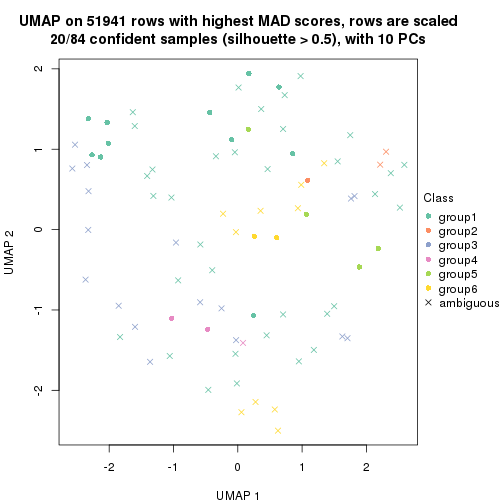 UMAP on 51941 rows with highest MAD scores, rows are scaled
20/84 confident samples (silhouette > 0.5), with 10 PCs
2
1
0
-1
-2
UMAP 2
-2
-1
0
1
2
UMAP 1
Class
group1
group2
group3
group4
group5
group6
ambiguous